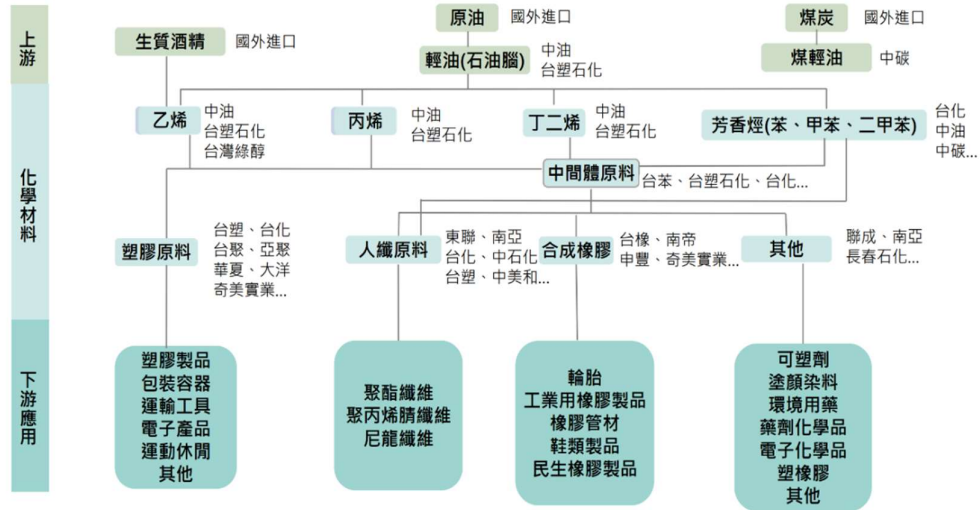 上游
原油
國外進口
煤炭
國外進口
生質酒精
國外進口
輕油(石油腦)
中油
台塑石化
煤輕油
中碳
化學材料
乙烯
中油
台塑石化
台灣綠醇
丙烯
中油
台塑石化
丁二烯
中油
台塑石化
芳香烴(苯、甲苯、二甲苯)
台化
中油
中碳...
中間體原料
台苯、台塑石化、台化...
塑膠原料
台塑、台化
台聚、亞聚
華夏、大洋
奇美實業...
人纖原料
東聯、南亞
台化、中石化
台塑、中美和...
合成橡膠
台橡、南帝
申豐、奇美實業...
其他
聯成、南亞
長春石化...
下游應用
塑膠製品
包裝容器
運輸工具
電子產品
運動休閒
其他
聚酯纖維
聚丙烯腈纖維
尼龍纖維
輪胎
工業用橡膠製品
橡膠管材
鞋類製品
民生橡膠製品
可塑劑
塗顏染料
環境用藥
藥劑化學品
電子化學品
塑橡膠
其他